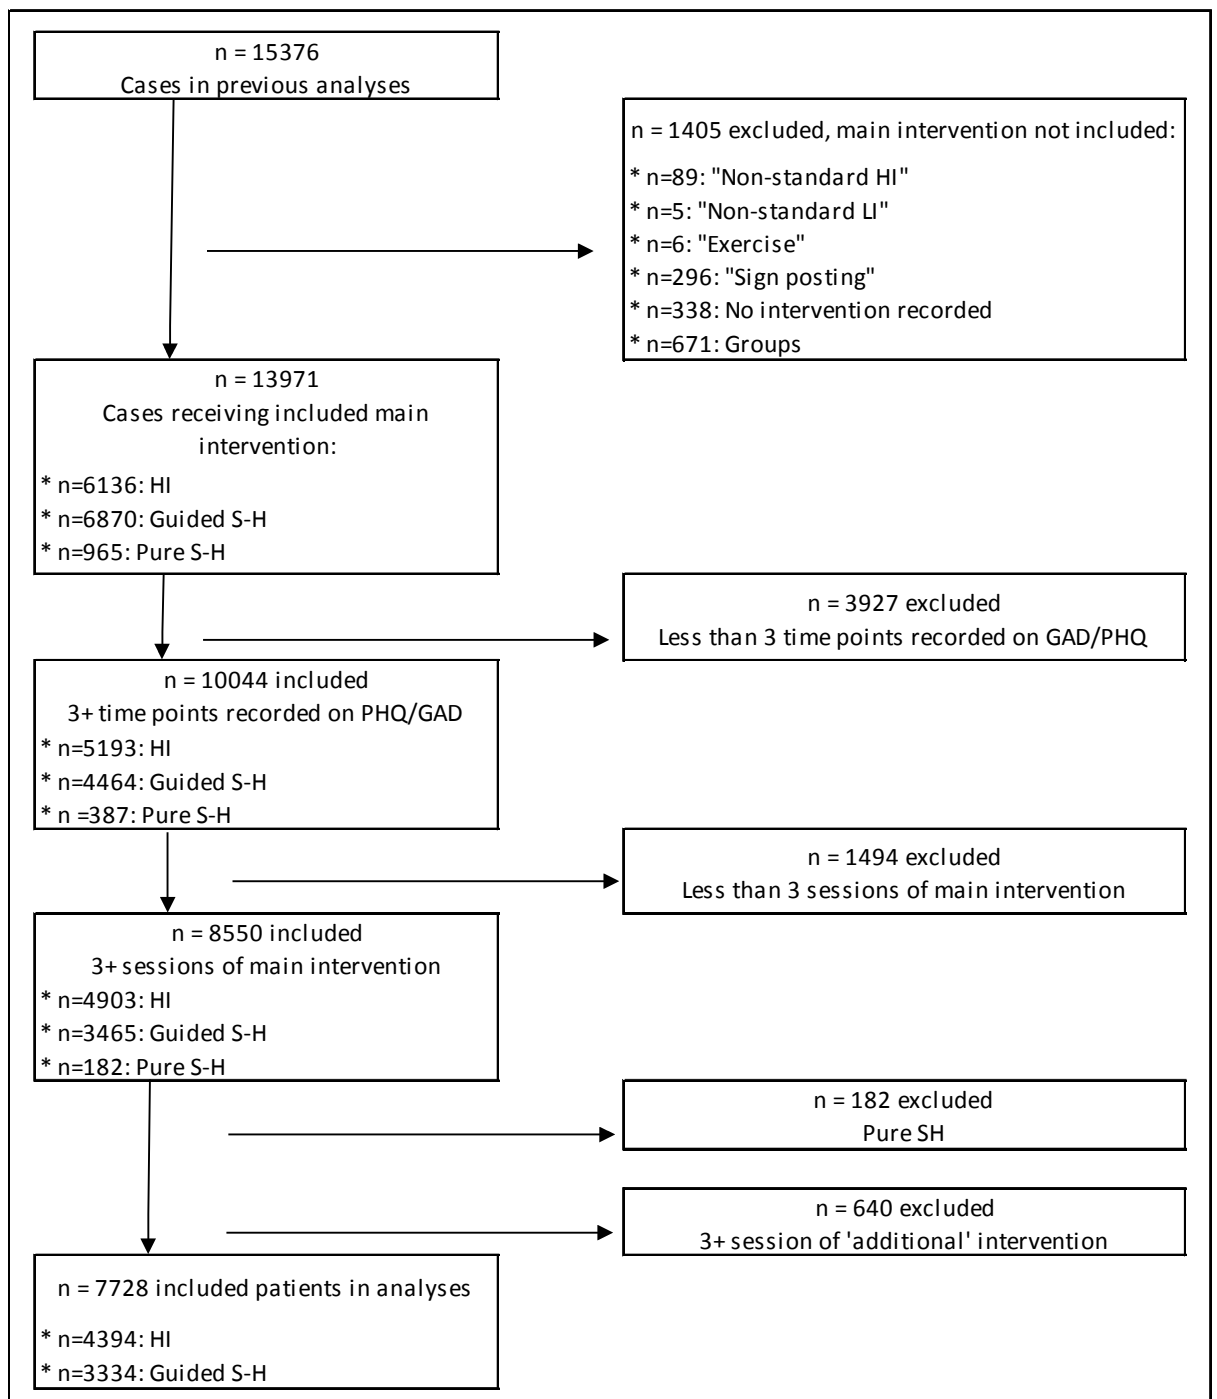 n = 15376
Cases in previous analyses
n = 1405 excluded, main intervention not included:
* n=89: "Non-standard HI"
* n=5: "Non-standard LI"
* n=6: "Exercise"
* n=296: "Sign posting"
* n=338: No intervention recorded
* n=671: Groups
n = 13971
Cases receiving included main
intervention:
* n=6136: HI
* n=6870: Guided S-H
* n=965: Pure S-H
n = 3927 excluded
Less than 3 time points recorded on GAD/PHQ
n = 10044 included
3+ time points recorded on PHQ/GAD
* n=5193: HI
* n=4464: Guided S-H
* n =387: Pure S-H
n = 1494 excluded
Less than 3 sessions of main intervention
n = 8550 included
3+ sessions of main intervention
* n=4903: HI
* n=3465: Guided S-H
* n=182: Pure S-H
n = 182 excluded
Pure SH
n = 640 excluded
3+ session of 'additional' intervention
n = 7728 included patients in analyses
* n=4394: HI
* n=3334: Guided S-H